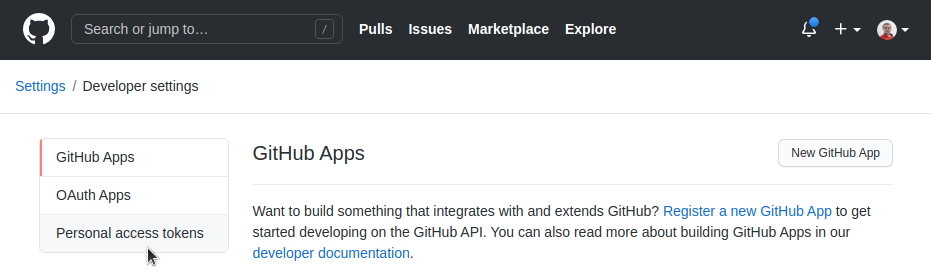 Search or jump to… / Pulls Issues Marketplace Explore
Settings / Developer settings
GitHub Apps
OAuth Apps
Personal access tokens
GitHub Apps
New GitHub App
Want to build something that integrates with and extends GitHub? Register a new GitHub App to get
started developing on the GitHub API. You can also read more about building GitHub Apps in our
developer documentation.